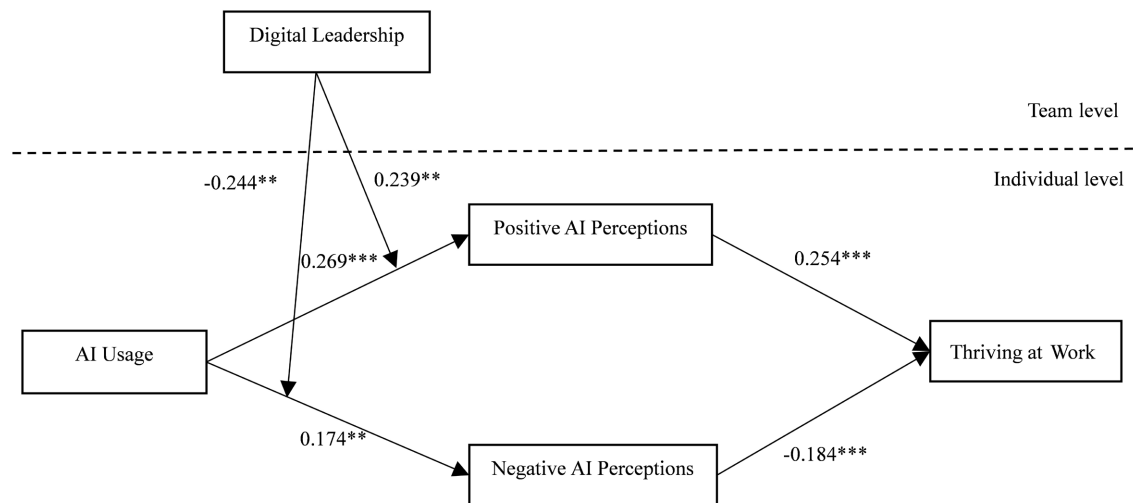 Digital Leadership
Team level
-0.244**
0.239**
Individual level
Positive AI Perceptions
0.269***
0.254***
AI Usage
Thriving at Work
0.174**
Negative AI Perceptions
-0.184***